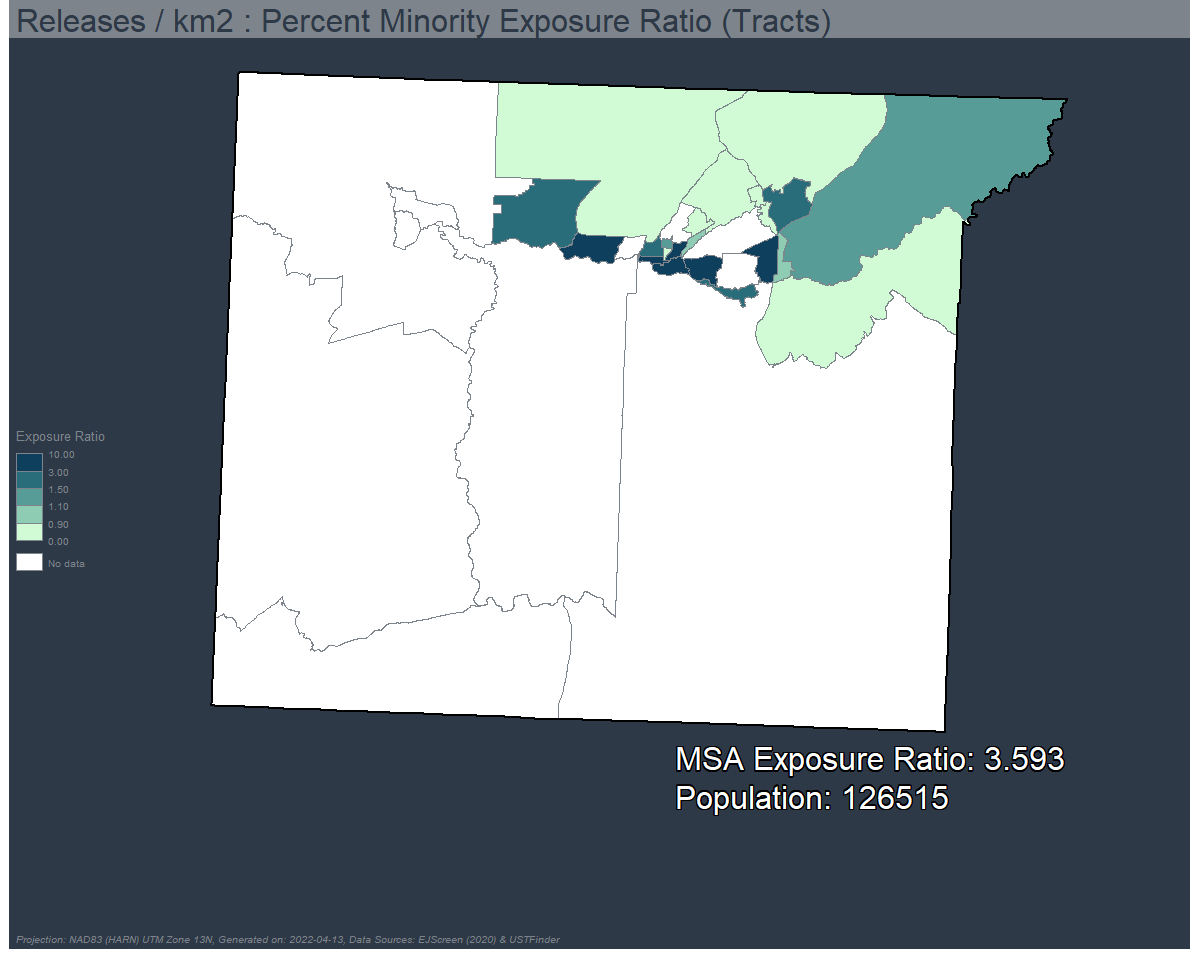 Releases / km2 : Percent Minority Exposure Ratio (Tracts)
Exposure Ratio
10.00
3.00
1.50
1.10
0.90
0.00
No data
MSA Exposure Ratio: 3.593
Population: 126515
Projection: NAD83 (HARN) UTM Zone 13N, Generated on: 2022-04-13, Data Sources: EJScreen (2020) & USTFinder